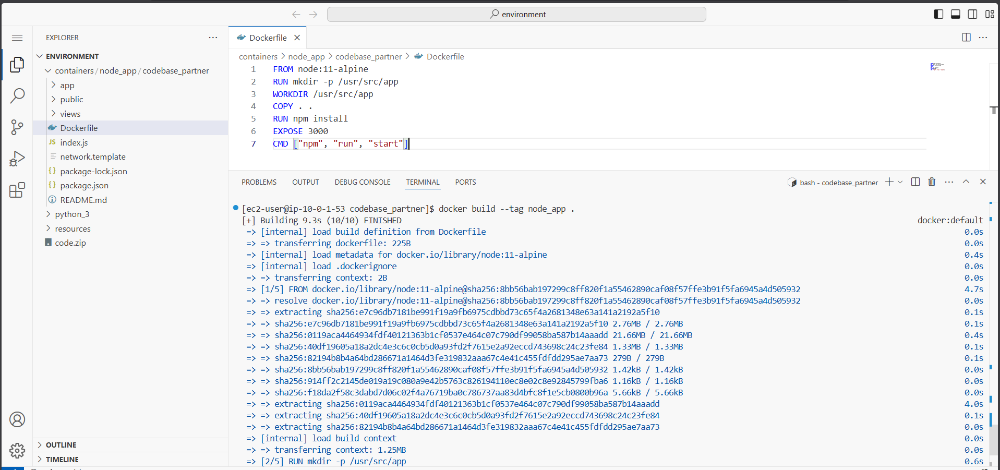 environment
EXPLORER
ENVIRONMENT
containers / node_app / codebase_partner
app
public
views
Dockerfile
JS index.js
network.template
{} package-lock.json
{} package.json
README.md
python_3
resources
code.zip
OUTLINE
TIMELINE
Dockerfile
containers > node_app > codebase_partner > Dockerfile
1 FROM node:11-alpine
2 RUN mkdir -p /usr/src/app
3 WORKDIR /usr/src/app
4 COPY . .
5 RUN npm install
6 EXPOSE 3000
7 CMD ["npm", "run", "start"]
PROBLEMS OUTPUT DEBUG CONSOLE TERMINAL PORTS bash - codebase_partner
[ec2-user@ip-10-0-1-53 codebase_partner]$ docker build --tag node_app .
[+] Building 9.3s (10/10) FINISHED docker:default
=> [internal] load build definition from Dockerfile 0.0s
=> => transferring dockerfile: 225B 0.0s
=> [internal] load metadata for docker.io/library/node:11-alpine 0.4s
=> [internal] load .dockerignore 0.0s
=> => transferring context: 2B 0.0s
=> [1/5] FROM docker.io/library/node:11-alpine@sha256:8bb56bab197299c8ff820f1a55462890caf08f57ffe3b91f5fa6945a4d505932 4.7s
=> => resolve docker.io/library/node:11-alpine@sha256:8bb56bab197299c8ff820f1a55462890caf08f57ffe3b91f5fa6945a4d505932 0.0s
=> => extracting sha256:e7c96db7181be991f19a9fb6975cdbbd73c65f4a2681348e63a141a2192a5f10 0.1s
=> => sha256:e7c96db7181be991f19a9fb6975cdbbd73c65f4a2681348e63a141a2192a5f10 2.76MB / 2.76MB 0.1s
=> => sha256:0119aca4464934fdf40121363b1cf0537e464c07c790df99058ba587b14aaadd 21.66MB / 21.66MB 0.4s
=> => sha256:40df19605a18a2dc4e3c6c0cb5d0a93fd2f7615e2a92eccd743698c24c23fe84 1.33MB / 1.33MB 0.1s
=> => sha256:82194b8b4a64bd286671a1464d3fe319832aaa67c4e41c455fdfdd295ae7aa73 279B / 279B 0.1s
=> => sha256:8bb56bab197299c8ff820f1a55462890caf08f57ffe3b91f5fa6945a4d505932 1.42kB / 1.42kB 0.0s
=> => sha256:914ff2c2145de019a19c080a9e42b5763c826194110ec8e02c8e92845799fba6 1.16kB / 1.16kB 0.0s
=> => sha256:f18da2f58c3dabd7d06c02f4a76719ba0c786737aa83d4bfc8f1e5cb0800b96a 5.66kB / 5.66kB 0.0s
=> => extracting sha256:0119aca4464934fdf40121363b1cf0537e464c07c790df99058ba587b14aaadd 4.0s
=> => extracting sha256:40df19605a18a2dc4e3c6c0cb5d0a93fd2f7615e2a92eccd743698c24c23fe84 0.1s
=> => extracting sha256:82194b8b4a64bd286671a1464d3fe319832aaa67c4e41c455fdfdd295ae7aa73 0.0s
=> [internal] load build context 0.0s
=> => transferring context: 1.25MB 0.0s
=> [2/5] RUN mkdir -p /usr/src/app 0.6s